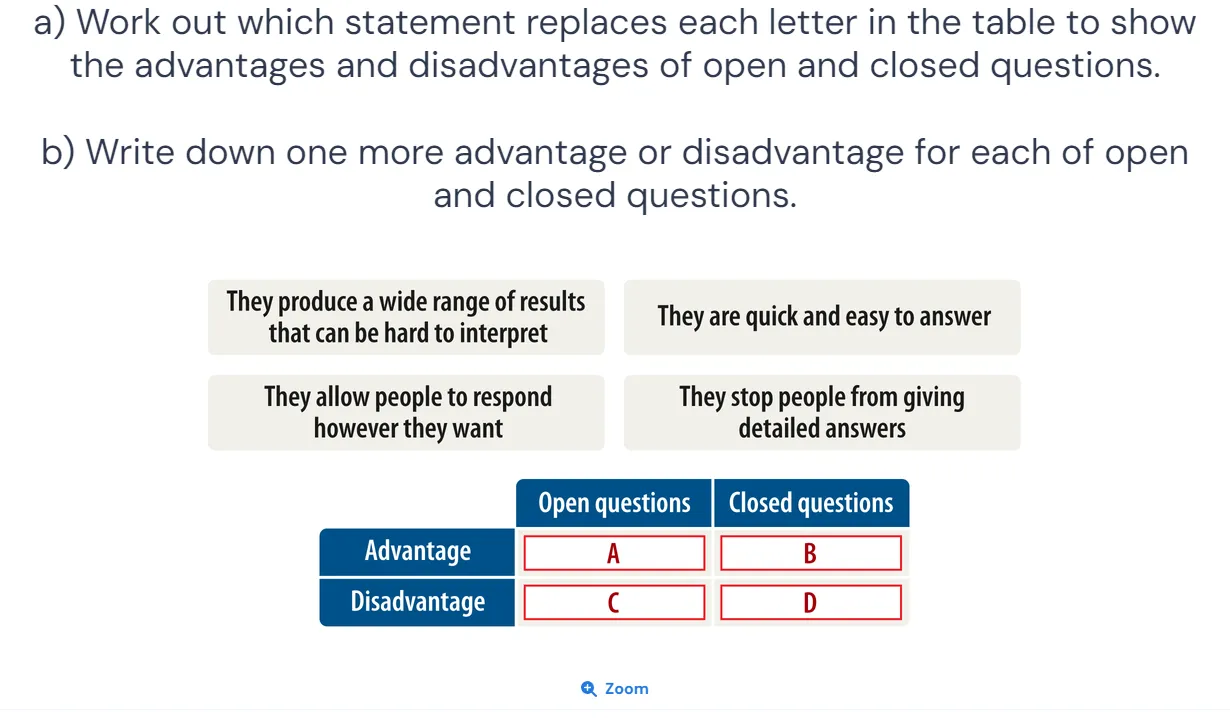 a) Work out which statement replaces each letter in the table to show
the advantages and disadvantages of open and closed questions.
b) Write down one more advantage or disadvantage for each of open
and closed questions.
They produce a wide range of results
that can be hard to interpret
They are quick and easy to answer
They allow people to respond
however they want
They stop people from giving
detailed answers
Open questions
Closed questions
Advantage
A
B
Disadvantage
C
D
Zoom